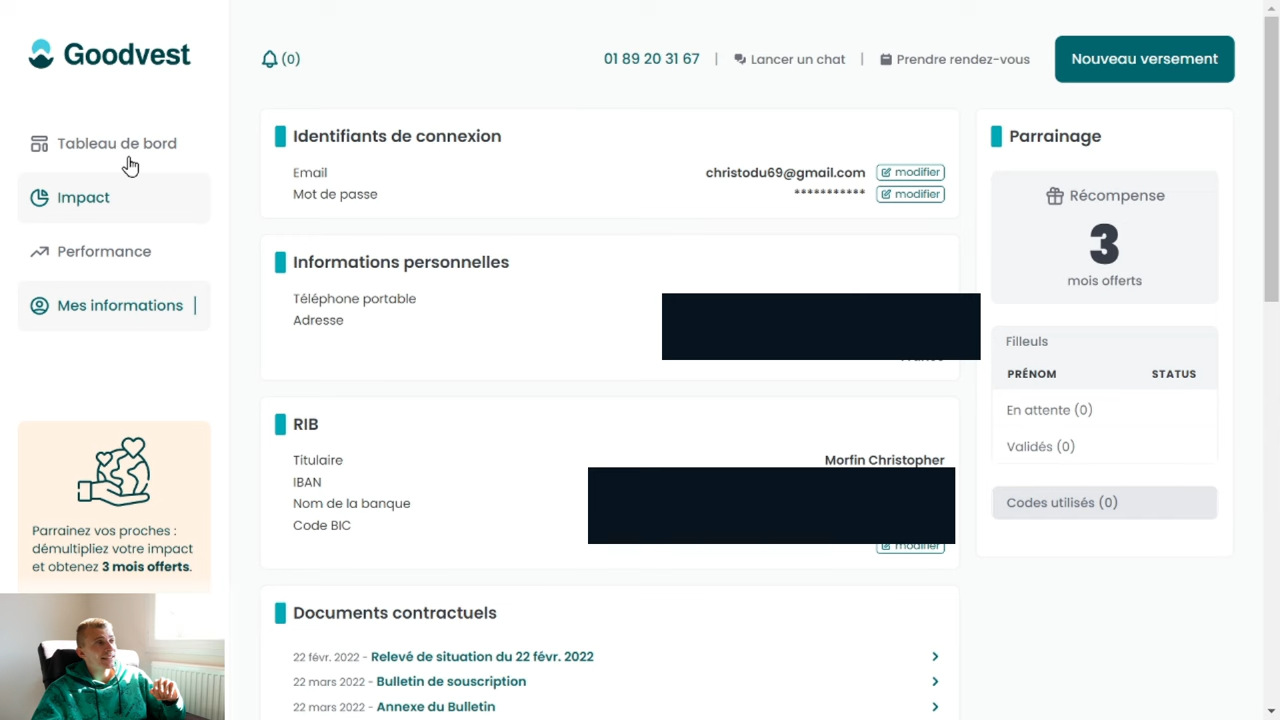 Goodvest
(0)
01 89 20 31 67 | Lancer un chat | Prendre rendez-vous
Nouveau versement
Tableau de bord
Impact
Performance
Mes informations
Parrainez vos proches :
démultipliez votre impact
et obtenez 3 mois offerts.
Identifiants de connexion
Email christodu69@gmail.com modifier
Mot de passe *********** modifier
Informations personnelles
Téléphone portable
Adresse
RIB
Titulaire Morfin Christopher
IBAN
Nom de la banque
Code BIC
modifier
Documents contractuels
22 févr. 2022 - Relevé de situation du 22 févr. 2022
22 mars 2022 - Bulletin de souscription
22 mars 2022 - Annexe du Bulletin
Parrainage
Récompense
3
mois offerts
Filleuls
PRÉNOM STATUS
En attente (0)
Validés (0)
Codes utilisés (0)